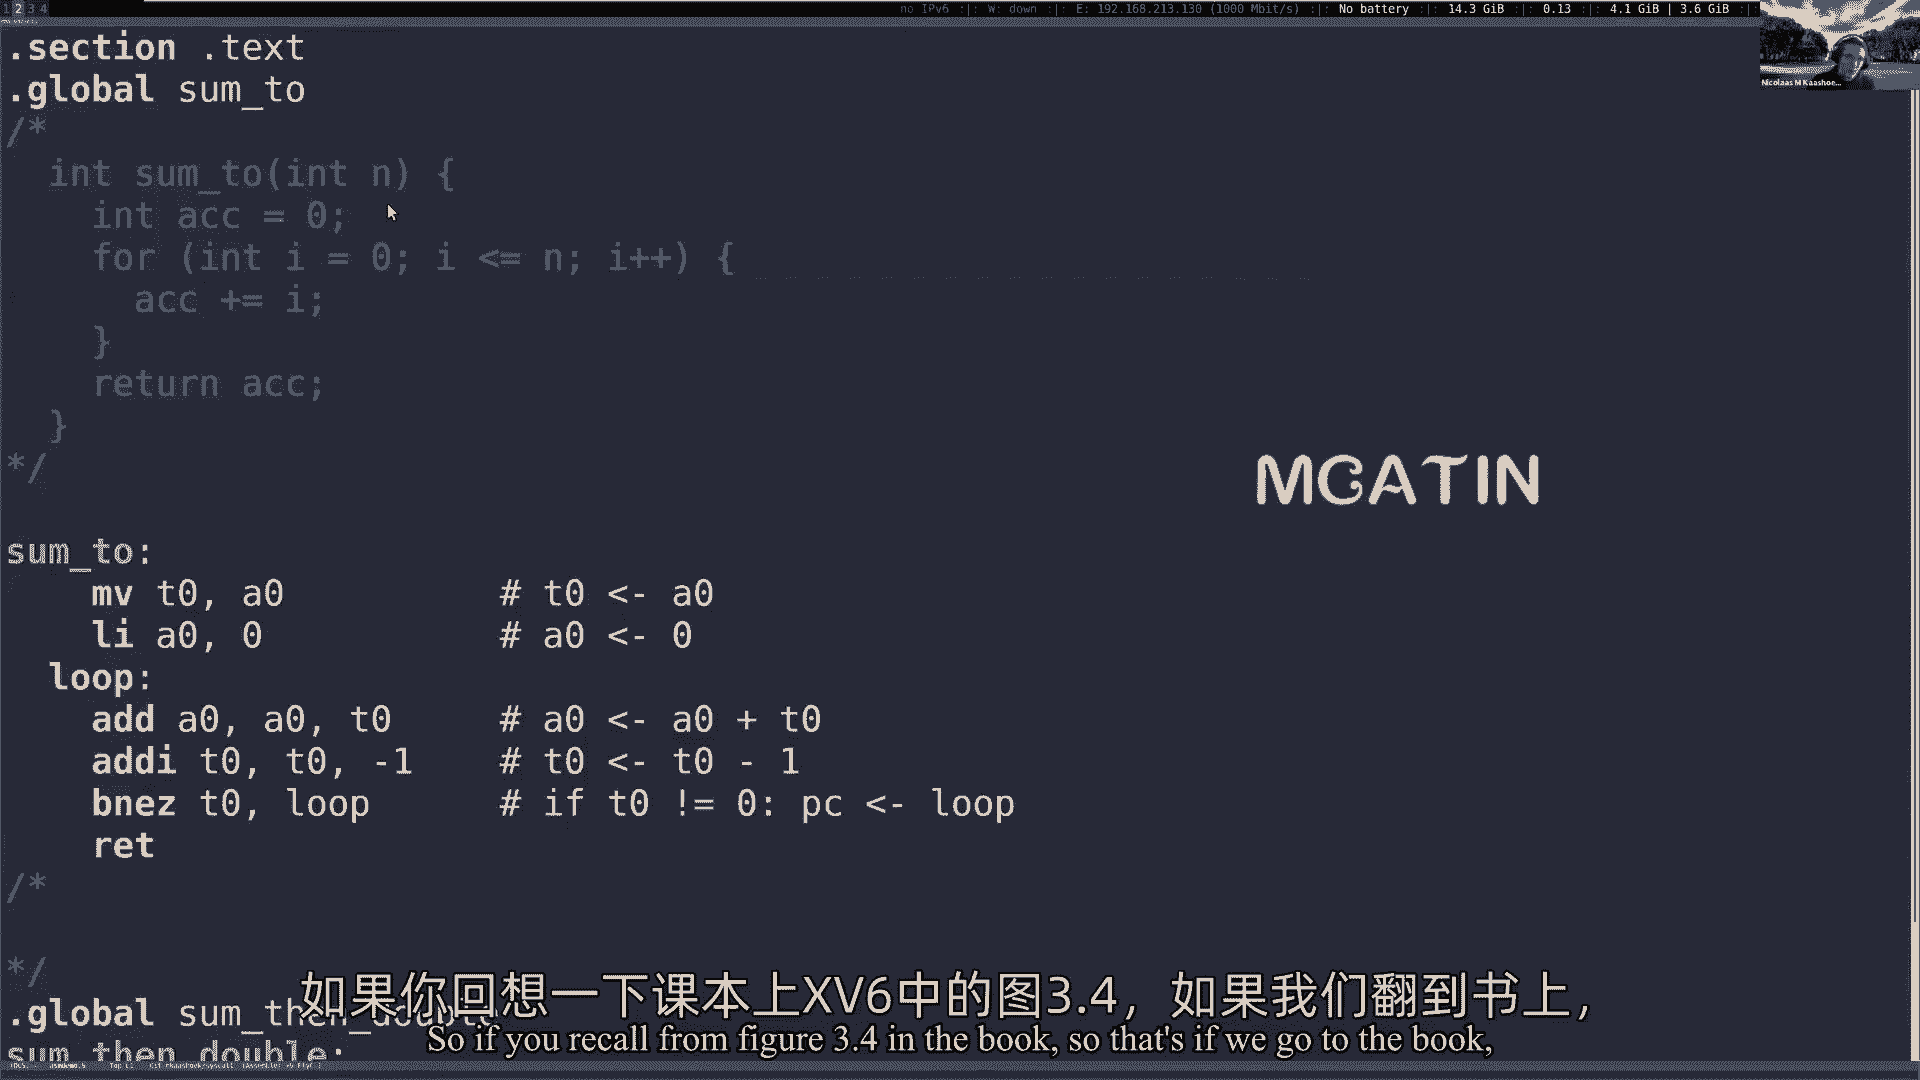 1 2 3 4
no IPv6 :|: W: down :|: E: 192.168.213.130 (1000 Mbit/s) :|: No battery :|: 14.3 GiB :|: 0.13 :|: 4.1 GiB | 3.6 GiB :|:
Nicolaas M Kaashoe...
.section .text
.global sum_to
/*
int sum_to(int n) {
int acc = 0;
for (int i = 0; i <= n; i++) {
acc += i;
}
return acc;
}
*/
MCATIN
sum_to:
mv t0, a0 # t0 <- a0
li a0, 0 # a0 <- 0
loop:
add a0, a0, t0 # a0 <- a0 + t0
addi t0, t0, -1 # t0 <- t0 - 1
bnez t0, loop # if t0 != 0: pc <- loop
ret
/*
*/
如果你回想一下课本上XV6中的图3.4，如果我们翻到书上，
.global sum_then_double
So if you recall from figure 3.4 in the book, so that's if we go to the book,
sum_then_double: